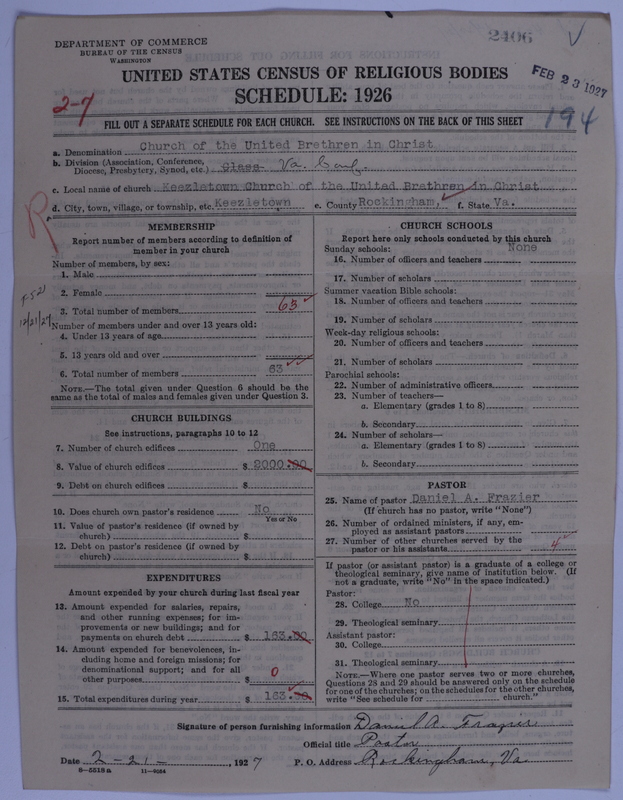 DEPARTMENT OF COMMERCE
BUREAU OF THE CENSUS
WASHINGTON
2406
UNITED STATES CENSUS OF RELIGIOUS BODIES
FEB 23 1927
SCHEDULE: 1926
2-7
194
FILL OUT A SEPARATE SCHEDULE FOR EACH CHURCH. SEE INSTRUCTIONS ON THE BACK OF THIS SHEET
a. Denomination Church of the United Brethren in Christ
b. Division (Association, Conference, Diocese, Presbytery, Synod, etc.) Class Va. Conf.
c. Local name of church Keezletown Church of the United Brethren in Christ
d. City, town, village, or township, etc. Keezletown e. County Rockingham, f. State Va.
R
MEMBERSHIP
Report number of members according to definition of
member in your church
Number of members, by sex:
1. Male
2. Female
3. Total number of members 63
12/21/27
Number of members under and over 13 years old:
4. Under 13 years of age
5. 13 years old and over
6. Total number of members 63
NOTE.—The total given under Question 6 should be the
same as the total of males and females given under Question 3.
CHURCH BUILDINGS
See instructions, paragraphs 10 to 12
7. Number of church edifices One
8. Value of church edifices $ 2000.00
9. Debt on church edifices $
10. Does church own pastor's residence No
Yes or No
11. Value of pastor's residence (if owned by
church) $
12. Debt on pastor's residence (if owned by
church) $
EXPENDITURES
Amount expended by your church during last fiscal year
13. Amount expended for salaries, repairs,
and other running expenses; for im-
provements or new buildings; and for
payments on church debt $ 163.00
14. Amount expended for benevolences, in-
cluding home and foreign missions; for
denominational support; and for all
other purposes $ 0
15. Total expenditures during year $ 163.00
CHURCH SCHOOLS
Report here only schools conducted by this church
Sunday schools: None
16. Number of officers and teachers
17. Number of scholars
Summer vacation Bible schools:
18. Number of officers and teachers
19. Number of scholars
Week-day religious schools:
20. Number of officers and teachers
21. Number of scholars
Parochial schools:
22. Number of administrative officers
23. Number of teachers—
a. Elementary (grades 1 to 8)
b. Secondary
24. Number of scholars—
a. Elementary (grades 1 to 8)
b. Secondary
PASTOR
25. Name of pastor Daniel A. Frazier
(If church has no pastor, write "None")
26. Number of ordained ministers, if any, em-
ployed as assistant pastors
27. Number of other churches served by the
pastor or his assistants 4
If pastor (or assistant pastor) is a graduate of a college or
theological seminary, give name of institution below. (If
not a graduate, write "No" in the space indicated.)
Pastor:
28. College No
29. Theological seminary
Assistant pastor:
30. College
31. Theological seminary
NOTE.—Where one pastor serves two or more churches,
Questions 28 and 29 should be answered only on the schedule
for one of the churches; on the schedules for the other churches,
write "See schedule for church."
Signature of person furnishing information Daniel A. Frazier
Official title Pastor
Date 2-21-, 1927 P. O. Address Rockingham, Va.
8-5518a 11-9084